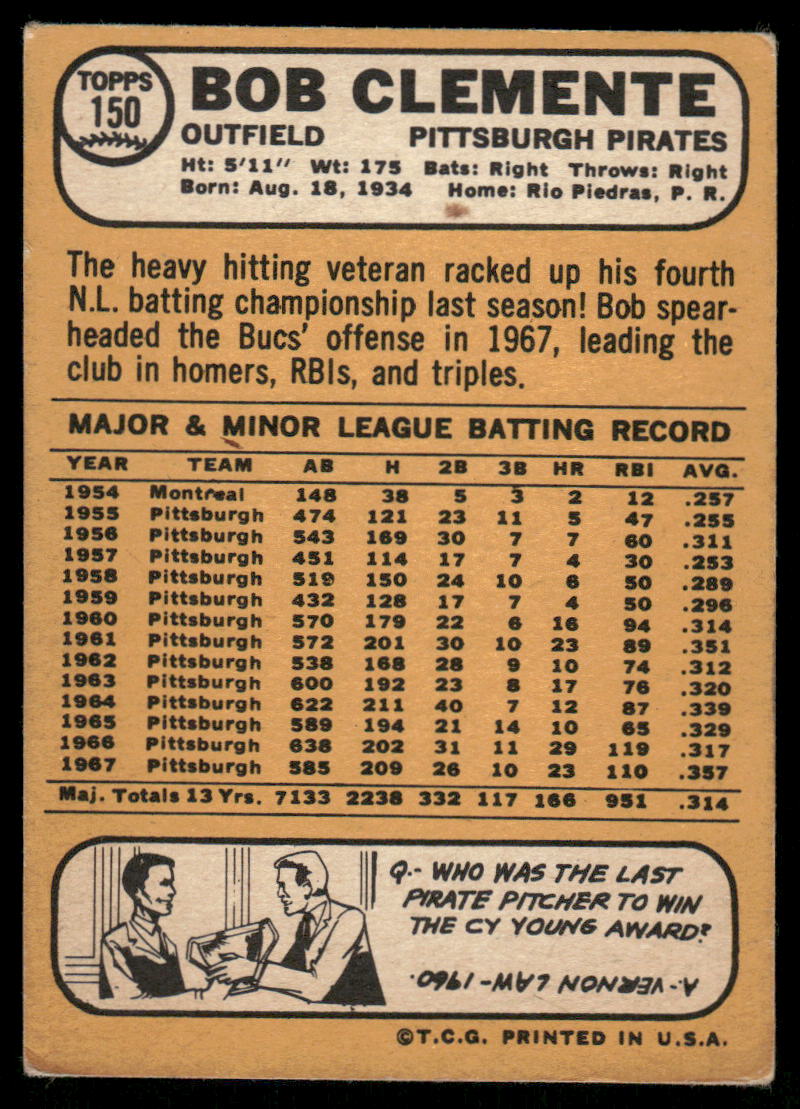 TOPPS
150
BOB CLEMENTE
OUTFIELD PITTSBURGH PIRATES
Ht: 5'11" Wt: 175 Bats: Right Throws: Right
Born: Aug. 18, 1934 Home: Rio Piedras, P. R.
The heavy hitting veteran racked up his fourth
N.L. batting championship last season! Bob spear-
headed the Bucs' offense in 1967, leading the
club in homers, RBIs, and triples.
MAJOR & MINOR LEAGUE BATTING RECORD
YEAR TEAM AB H 2B 3B HR RBI AVG.
1954 Montreal 148 38 5 3 2 12 .257
1955 Pittsburgh 474 121 23 11 5 47 .255
1956 Pittsburgh 543 169 30 7 7 60 .311
1957 Pittsburgh 451 114 17 7 4 30 .253
1958 Pittsburgh 519 150 24 10 6 50 .289
1959 Pittsburgh 432 128 17 7 4 50 .296
1960 Pittsburgh 570 179 22 6 16 94 .314
1961 Pittsburgh 572 201 30 10 23 89 .351
1962 Pittsburgh 538 168 28 9 10 74 .312
1963 Pittsburgh 600 192 23 8 17 76 .320
1964 Pittsburgh 622 211 40 7 12 87 .339
1965 Pittsburgh 589 194 21 14 10 65 .329
1966 Pittsburgh 638 202 31 11 29 119 .317
1967 Pittsburgh 585 209 26 10 23 110 .357
Maj. Totals 13 Yrs. 7133 2238 332 117 166 951 .314
Q.- WHO WAS THE LAST
PIRATE PITCHER TO WIN
THE CY YOUNG AWARD?
A.-VERNON LAW-1960.
©T.C.G. PRINTED IN U.S.A.